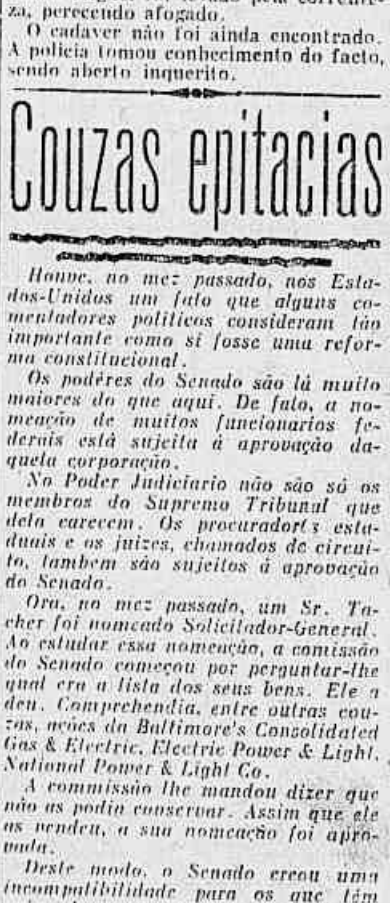 za, perecendo afogado.
O cadaver não foi ainda encontrado.
A policia tomou conhecimento do facto,
sendo aberto inquerito.
Couzas epitacias
Houve, no mez passado, nos Esta-
dos-Unidos um fato que alguns co-
mentadores politicos consideram tão
importante como si fosse uma refor-
ma constitucional.
Os podêres do Senado são lá muito
maiores do que aqui. De fato, a no-
meação de muitos funcionarios fe-
derais está sujeita á aprovação da-
quela corporação.
No Poder Judiciario não são só os
membros do Supremo Tribunal que
dela carecem. Os procuradores esta-
duais e os juizes, chamados de circui-
to, tambem são sujeitos á aprovação
do Senado.
Ora, no mez passado, um Sr. Ta-
cher foi nomeado Solicitador-General.
Ao estudar essa nomeação, a comissão
do Senado começou por perguntar-lhe
qual era a lista dos seus bens. Ele a
deu. Comprehendia, entre outras cou-
zas, ações da Baltimore's Consolidated
Gas & Electric, Electric Power & Light,
National Power & Light Co.
A commissão lhe mandou dizer que
não as podia conservar. Assim que ele
as vendeu, a sua nomeação foi apro-
vada.
Deste modo, o Senado creou uma
incompatibilidade para os que têm